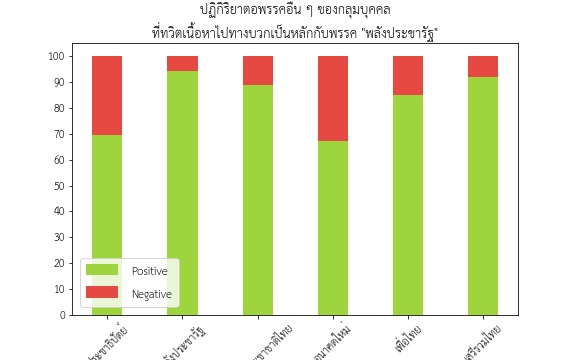 ปฏิกิริยาต่อพรรคอื่น ๆ ของกลุ่มบุคคล
ที่ทวิตเนื้อหาไปทางบวกเป็นหลักกับพรรค "พลังประชารัฐ"
100
90
80
70
60
50
40
30
20
10
0
Positive
Negative
เพื่อไทย